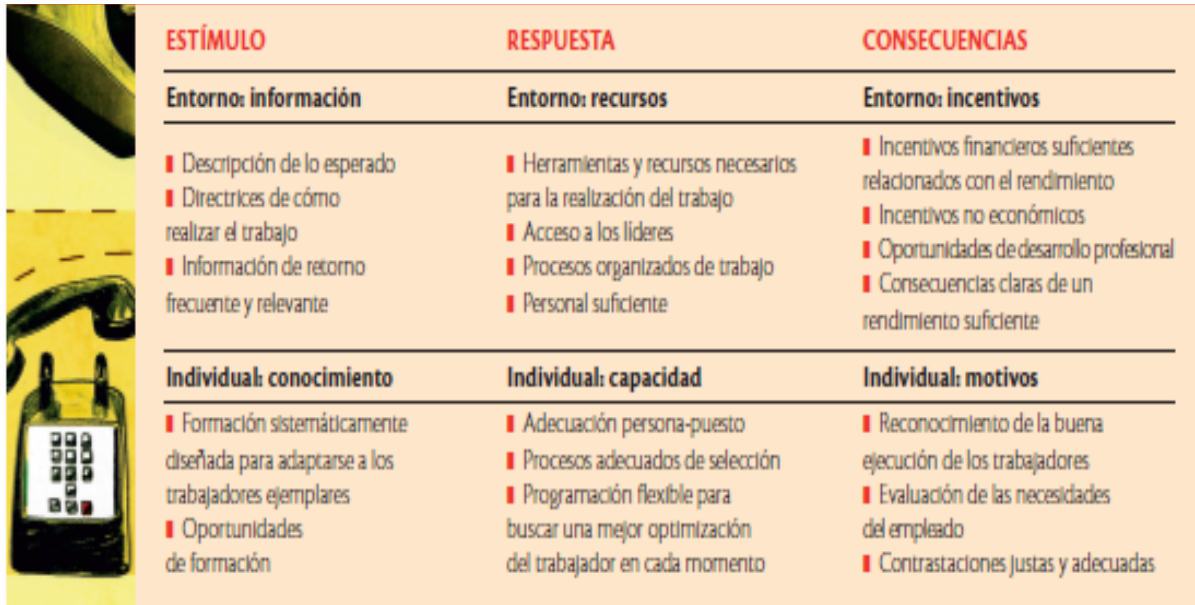 ESTÍMULO
RESPUESTA
CONSECUENCIAS
Entorno: información
Entorno: recursos
Entorno: incentivos
❚ Descripción de lo esperado
❚ Directrices de cómo
realizar el trabajo
❚ Información de retorno
frecuente y relevante
❚ Herramientas y recursos necesarios
para la realización del trabajo
❚ Acceso a los líderes
❚ Procesos organizados de trabajo
❚ Personal suficiente
❚ Incentivos financieros suficientes
relacionados con el rendimiento
❚ Incentivos no económicos
❚ Oportunidades de desarrollo profesional
❚ Consecuencias claras de un
rendimiento suficiente
Individual: conocimiento
Individual: capacidad
Individual: motivos
❚ Formación sistemáticamente
diseñada para adaptarse a los
trabajadores ejemplares
❚ Oportunidades
de formación
❚ Adecuación persona-puesto
❚ Procesos adecuados de selección
❚ Programación flexible para
buscar una mejor optimización
del trabajador en cada momento
❚ Reconocimiento de la buena
ejecución de los trabajadores
❚ Evaluación de las necesidades
del empleado
❚ Contrastaciones justas y adecuadas